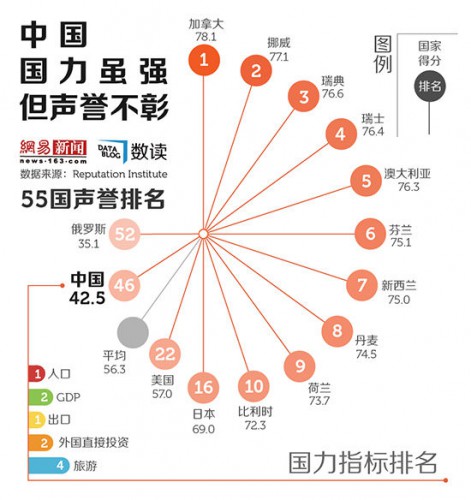 中国
国力虽强
但声誉不彰
網易 新闻
news·163·com
DATA
BLOG
数读
数据来源：Reputation Institute
55国声誉排名
图例
国家
得分
排名
加拿大
78.1
1
挪威
77.1
2
瑞典
76.6
3
瑞士
76.4
4
澳大利亚
76.3
5
芬兰
75.1
6
新西兰
75.0
7
丹麦
74.5
8
荷兰
73.7
9
比利时
72.3
10
日本
69.0
16
美国
57.0
22
平均
56.3
中国
42.5
46
俄罗斯
35.1
52
1 人口
2 GDP
1 出口
2 外国直接投资
4 旅游
国力指标排名